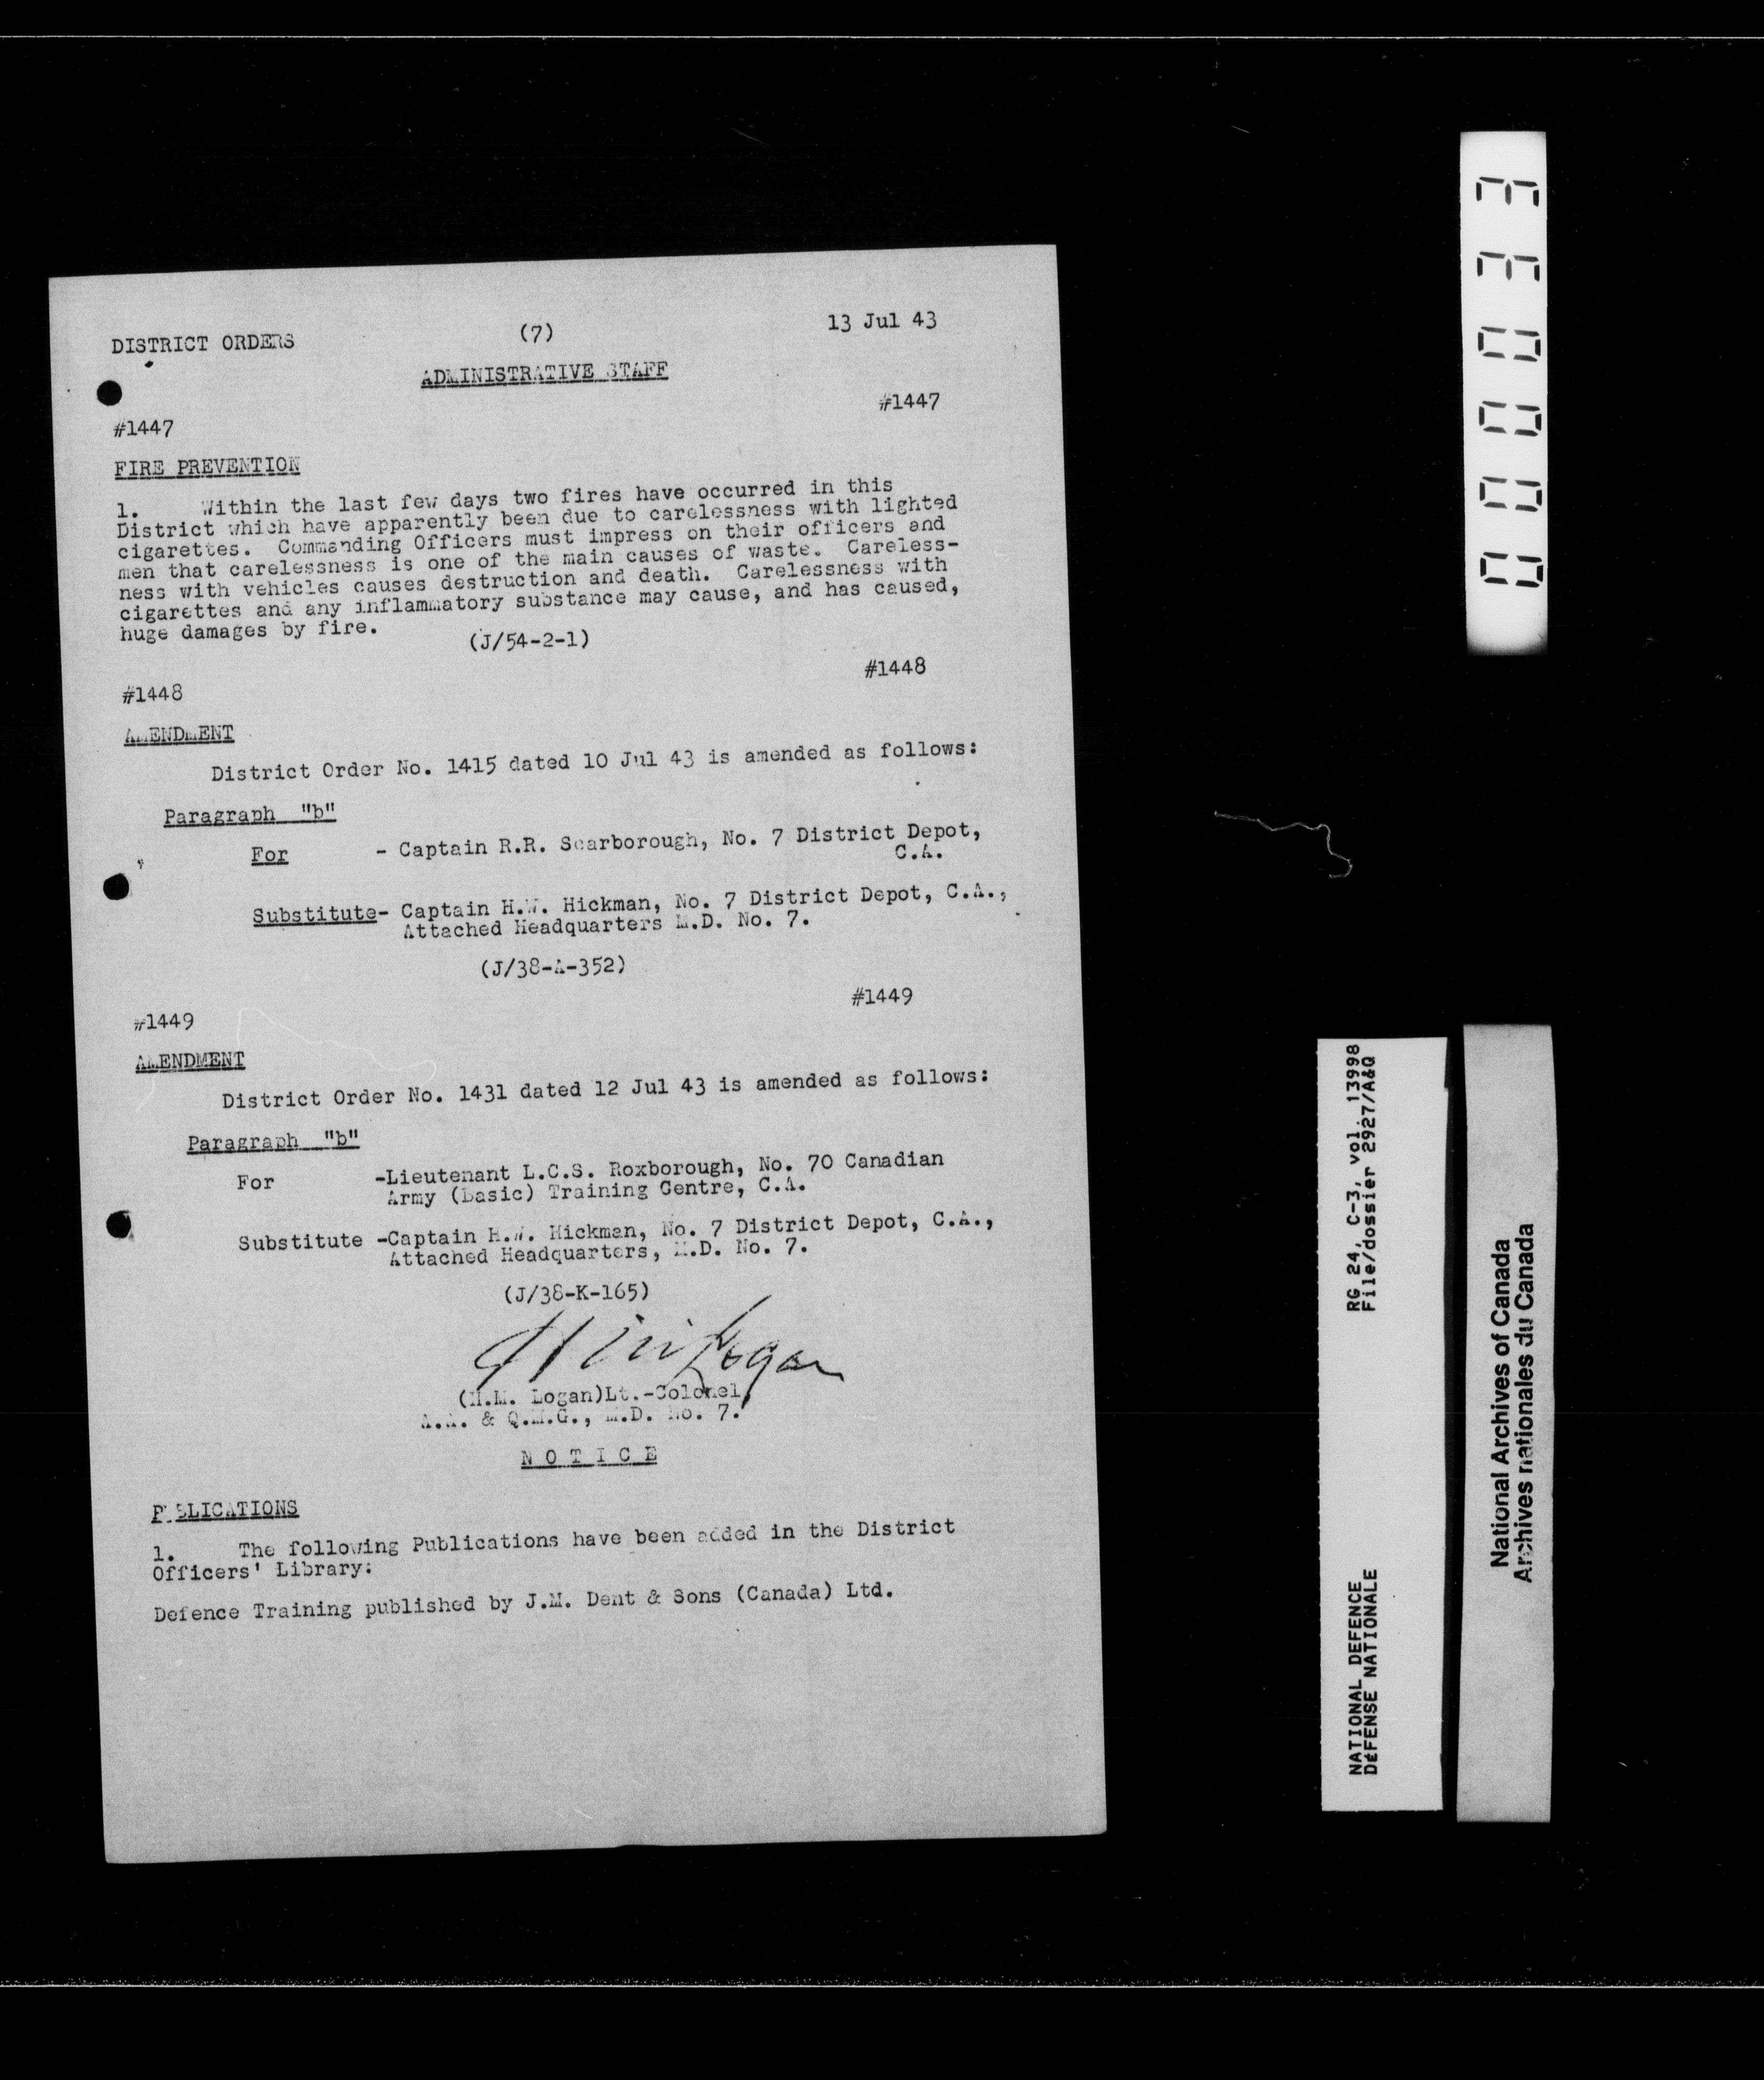 DISTRICT ORDERS (7) 13 Jul 43
ADMINISTRATIVE STAFF
#1447
#1447
FIRE PREVENTION
1. Within the last few days two fires have occurred in this
District which have apparently been due to carelessness with lighted
cigarettes. Commanding Officers must impress on their officers and
men that carelessness is one of the main causes of waste. Careless-
ness with vehicles causes destruction and death. Carelessness with
cigarettes and any inflammatory substance may cause, and has caused,
huge damages by fire.
(J/54-2-1)
#1448
#1448
AMENDMENT
District Order No. 1415 dated 10 Jul 43 is amended as follows:
Paragraph "b"
For - Captain R.R. Scarborough, No. 7 District Depot,
C.A.
Substitute- Captain H.W. Hickman, No. 7 District Depot, C.A.,
Attached Headquarters M.D. No. 7.
(J/38-A-352)
#1449
#1449
AMENDMENT
District Order No. 1431 dated 12 Jul 43 is amended as follows:
Paragraph "b"
For -Lieutenant L.C.S. Roxborough, No. 70 Canadian
Army (Basic) Training Centre, C.A.
Substitute -Captain H.W. Hickman, No. 7 District Depot, C.A.,
Attached Headquarters, M.D. No. 7.
(J/38-K-165)
H M Logan
(H.M. Logan)Lt.-Colonel,
A.A. & Q.M.G., M.D. No. 7.
NOTICE
PUBLICATIONS
1. The following Publications have been added in the District
Officers' Library:
Defence Training published by J.M. Dent & Sons (Canada) Ltd.
000033
NATIONAL DEFENCE RG 24, C-3, vol. 13998
DÉFENSE NATIONALE File/dossier 2927/A&Q
National Archives of Canada
Archives nationales du Canada